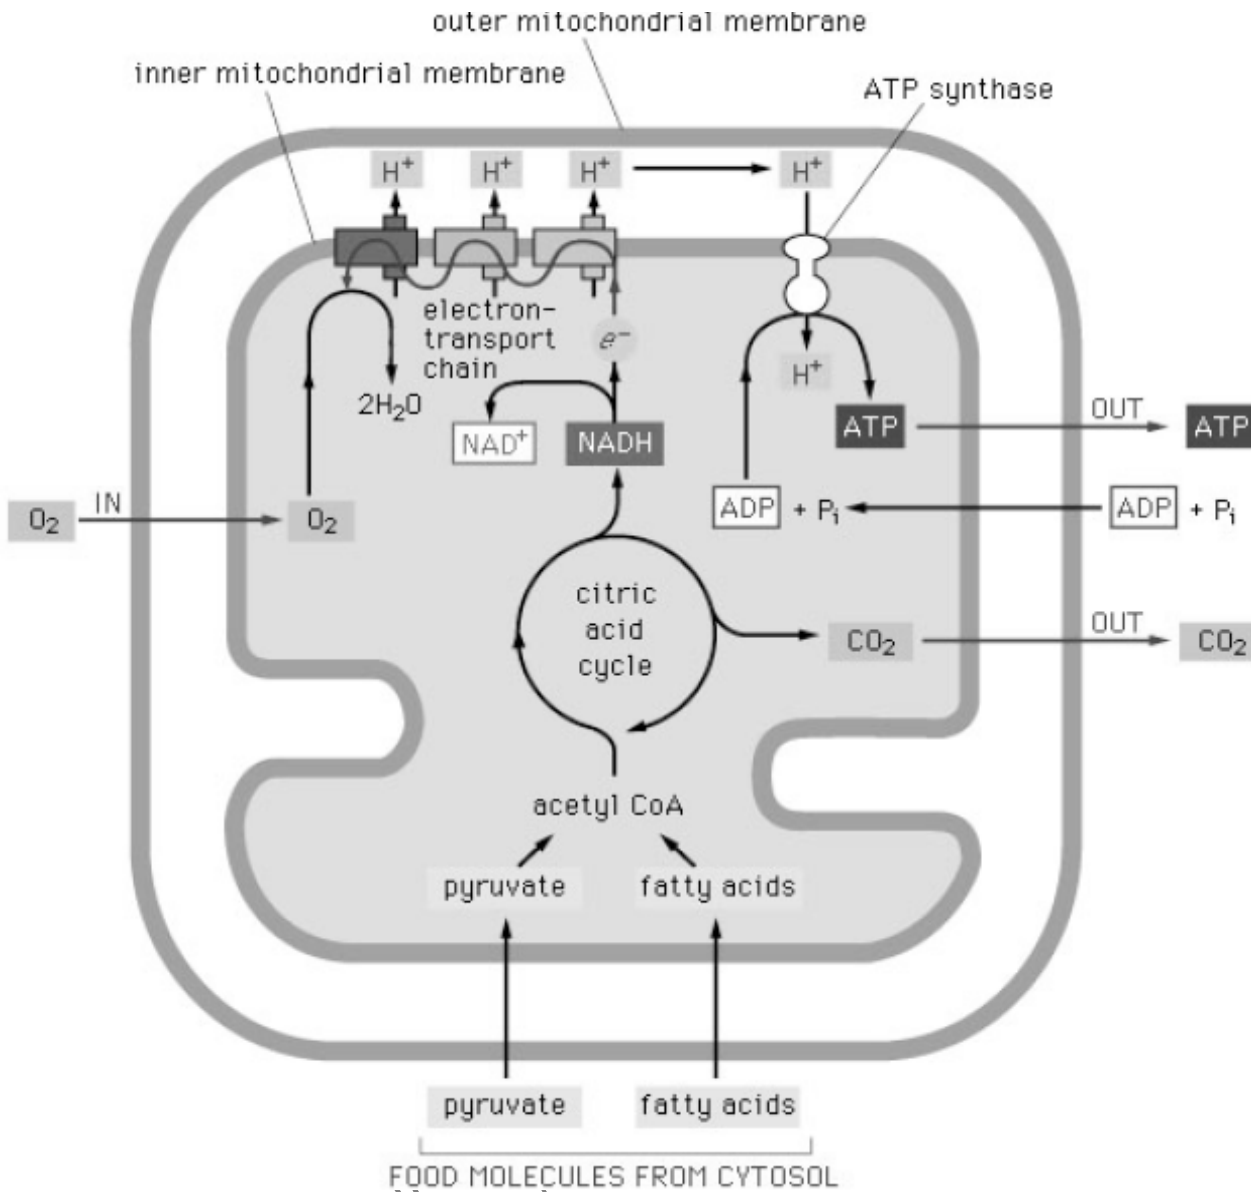 outer mitochondrial membrane
inner mitochondrial membrane
ATP synthase
H⁺
H⁺
H⁺
H⁺
electron-
transport
chain
e⁻
H⁺
2H₂O
NAD⁺
NADH
ATP
OUT
ATP
IN
O₂
O₂
ADP + Pᵢ
ADP + Pᵢ
citric
acid
cycle
CO₂
OUT
CO₂
acetyl CoA
pyruvate
fatty acids
pyruvate
fatty acids
FOOD MOLECULES FROM CYTOSOL